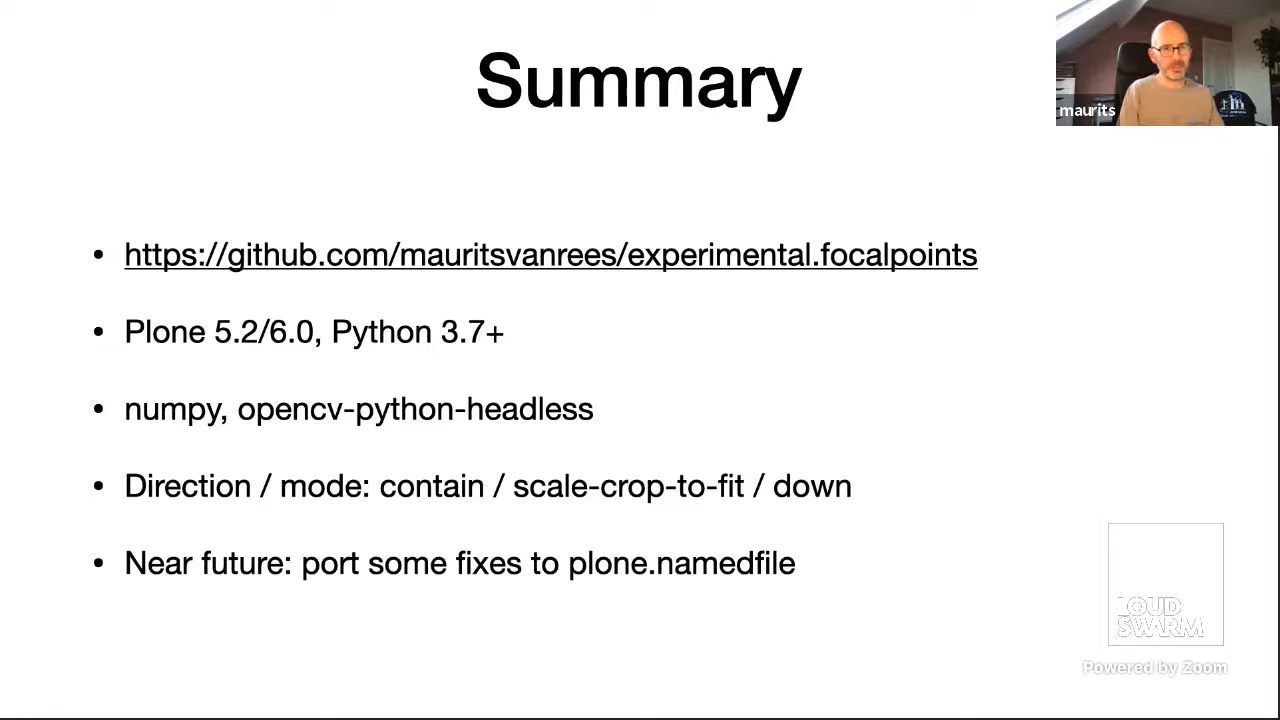 Summary
maurits
• https://github.com/mauritsvanrees/experimental.focalpoints
• Plone 5.2/6.0, Python 3.7+
• numpy, opencv-python-headless
• Direction / mode: contain / scale-crop-to-fit / down
• Near future: port some fixes to plone.namedfile
LOUD
SWARM
Powered by Zoom